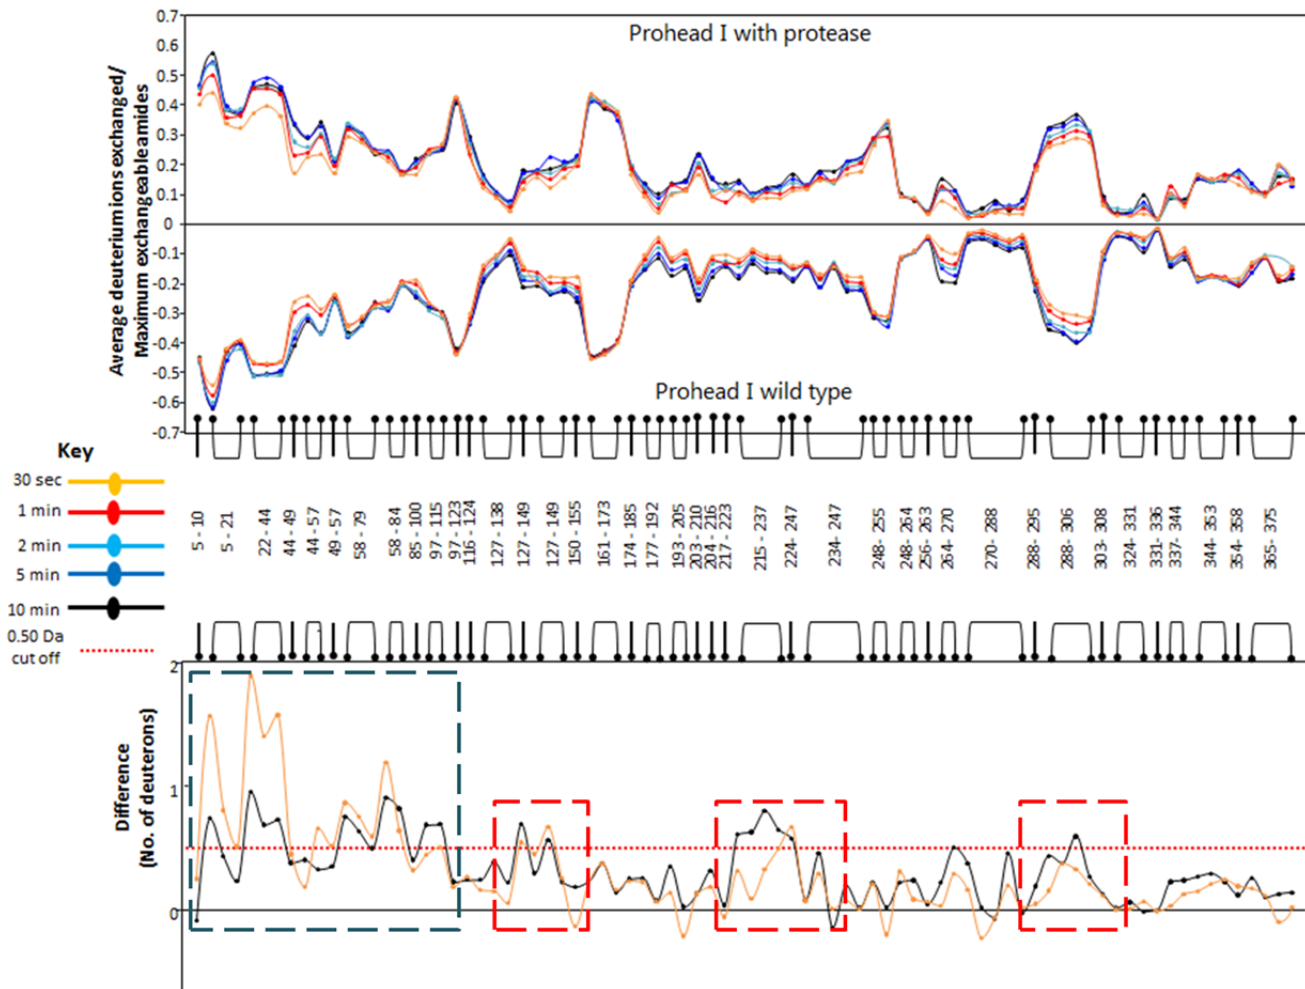 Prohead I with protease
0.7
0.6
0.5
0.4
0.3
0.2
0.1
0
-0.1
-0.2
-0.3
-0.4
-0.5
-0.6
-0.7
Average deuteriumions exchanged/
Maximum exchangeableamides
Prohead I wild type
Key
30 sec
1 min
2 min
5 min
10 min
0.50 Da
cut off
5 - 10
5 - 21
22 - 44
44 - 49
44 - 57
49 - 57
58 - 79
58 - 84
85 - 100
97 - 115
97 - 123
116 - 124
127 - 138
127 - 149
127 - 149
150 - 155
161 - 173
174 - 185
177 - 192
193 - 205
203 - 210
204 - 216
217 - 223
215 - 237
224 - 247
234 - 247
248 - 255
248 - 264
256 - 263
264 - 270
270 - 288
288 - 295
288 - 306
303 - 308
324 - 331
331 - 336
337 - 344
344 - 353
354 - 358
365 - 375
2
1
0
Difference
(No. of deuterons)